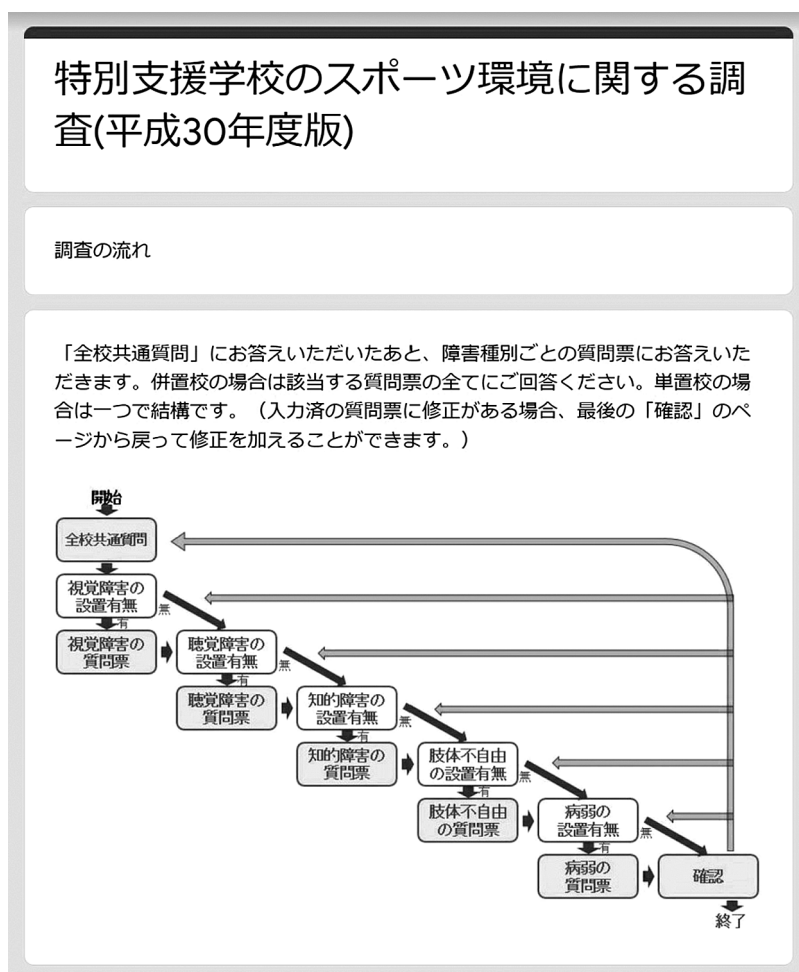 特別支援学校のスポーツ環境に関する調
査(平成30年度版)
調査の流れ
「全校共通質問」にお答えいただいたあと、障害種別ごとの質問票にお答えいた
だきます。併置校の場合は該当する質問票の全てにご回答ください。単置校の場
合は一つで結構です。（入力済の質問票に修正がある場合、最後の「確認」のペ
ージから戻って修正を加えることができます。）
開始
全校共通質問
視覚障害の
設置有無
無
有
視覚障害の
質問票
聴覚障害の
設置有無
無
有
聴覚障害の
質問票
知的障害の
設置有無
無
有
知的障害の
質問票
肢体不自由
の設置有無
無
有
肢体不自由
の質問票
病弱の
設置有無
無
有
病弱の
質問票
確認
終了